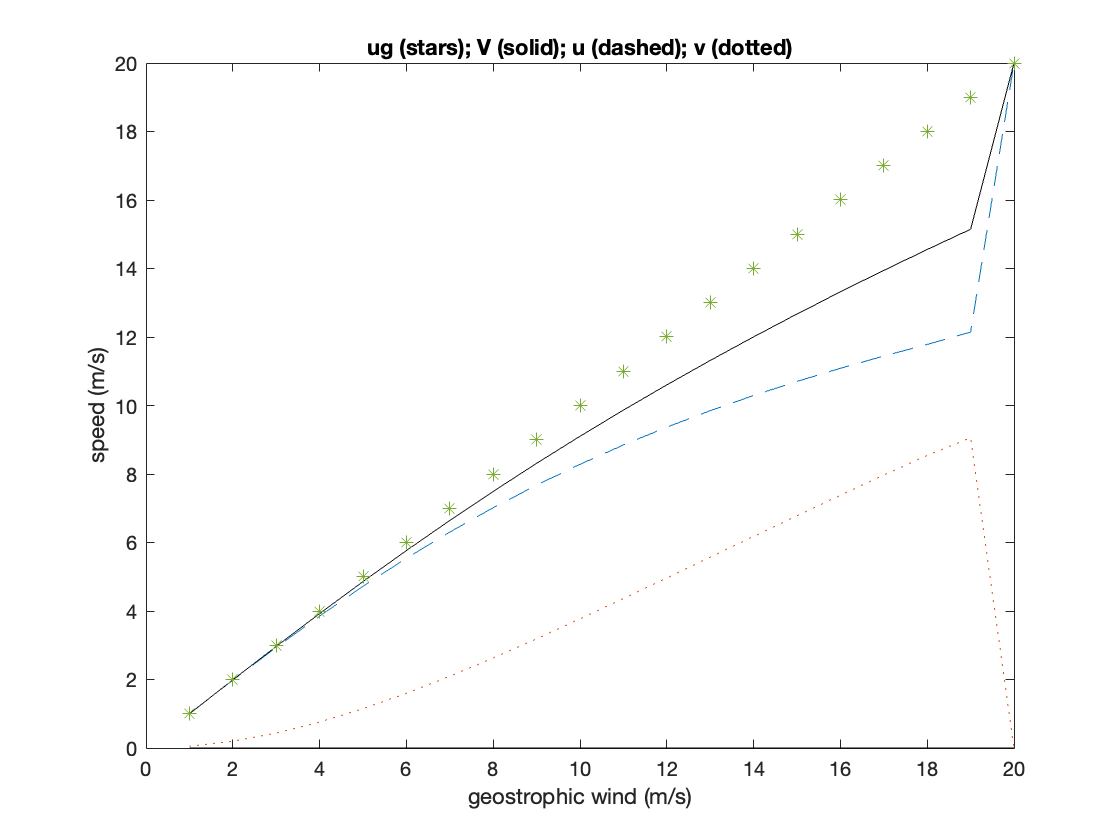 ug (stars); V (solid); u (dashed); v (dotted)
20
18
16
14
12
10
8
6
4
2
0
speed (m/s)
0 2 4 6 8 10 12 14 16 18 20
geostrophic wind (m/s)